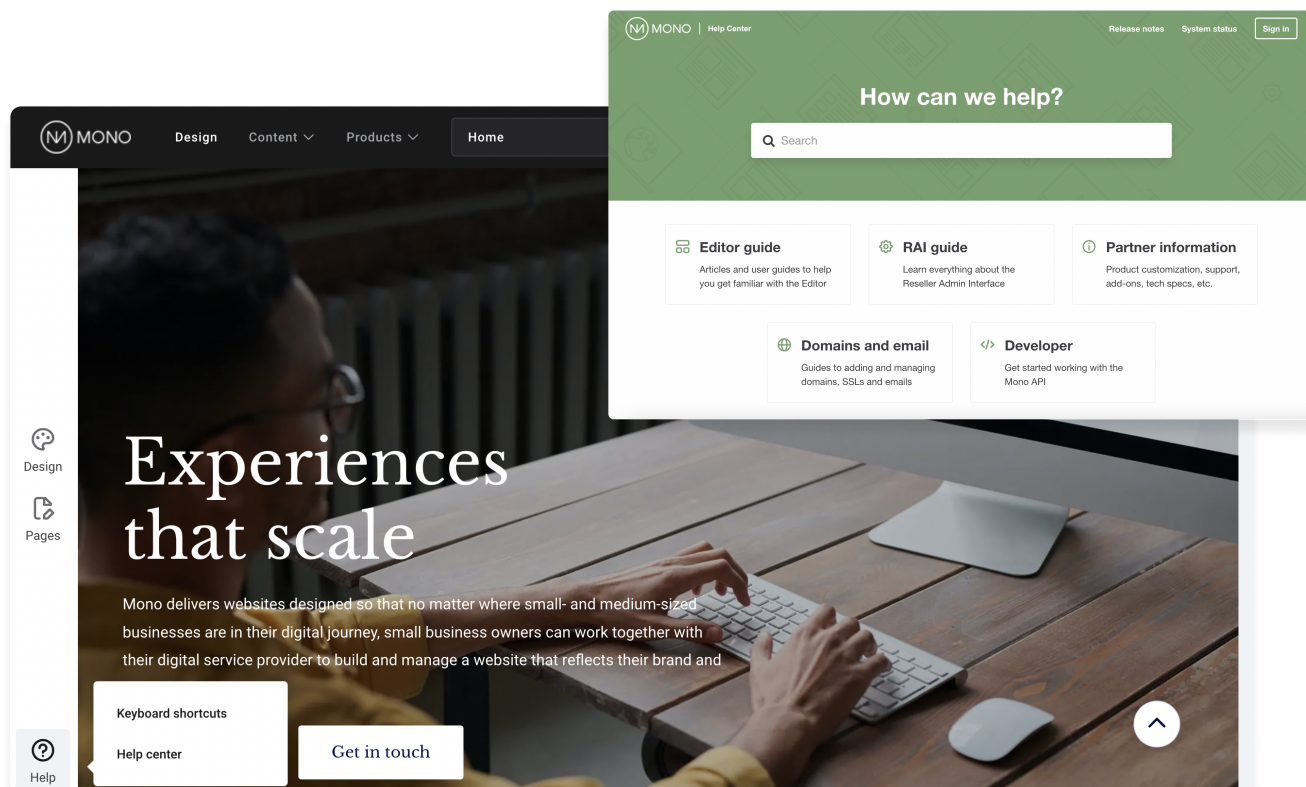 MONO
Help Center
Release notes
System status
Sign in
How can we help?
Search
Editor guide
Articles and user guides to help
you get familiar with the Editor
RAI guide
Learn everything about the
Reseller Admin Interface
Partner information
Product customization, support,
add-ons, tech specs, etc.
Domains and email
Guides to adding and managing
domains, SSLs and emails
Developer
Get started working with the
Mono API
MONO
Design
Content
Products
Home
Design
Pages
Help
Experiences
that scale
Mono delivers websites designed so that no matter where small- and medium-sized
businesses are in their digital journey, small business owners can work together with
their digital service provider to build and manage a website that reflects their brand and
Keyboard shortcuts
Help center
Get in touch